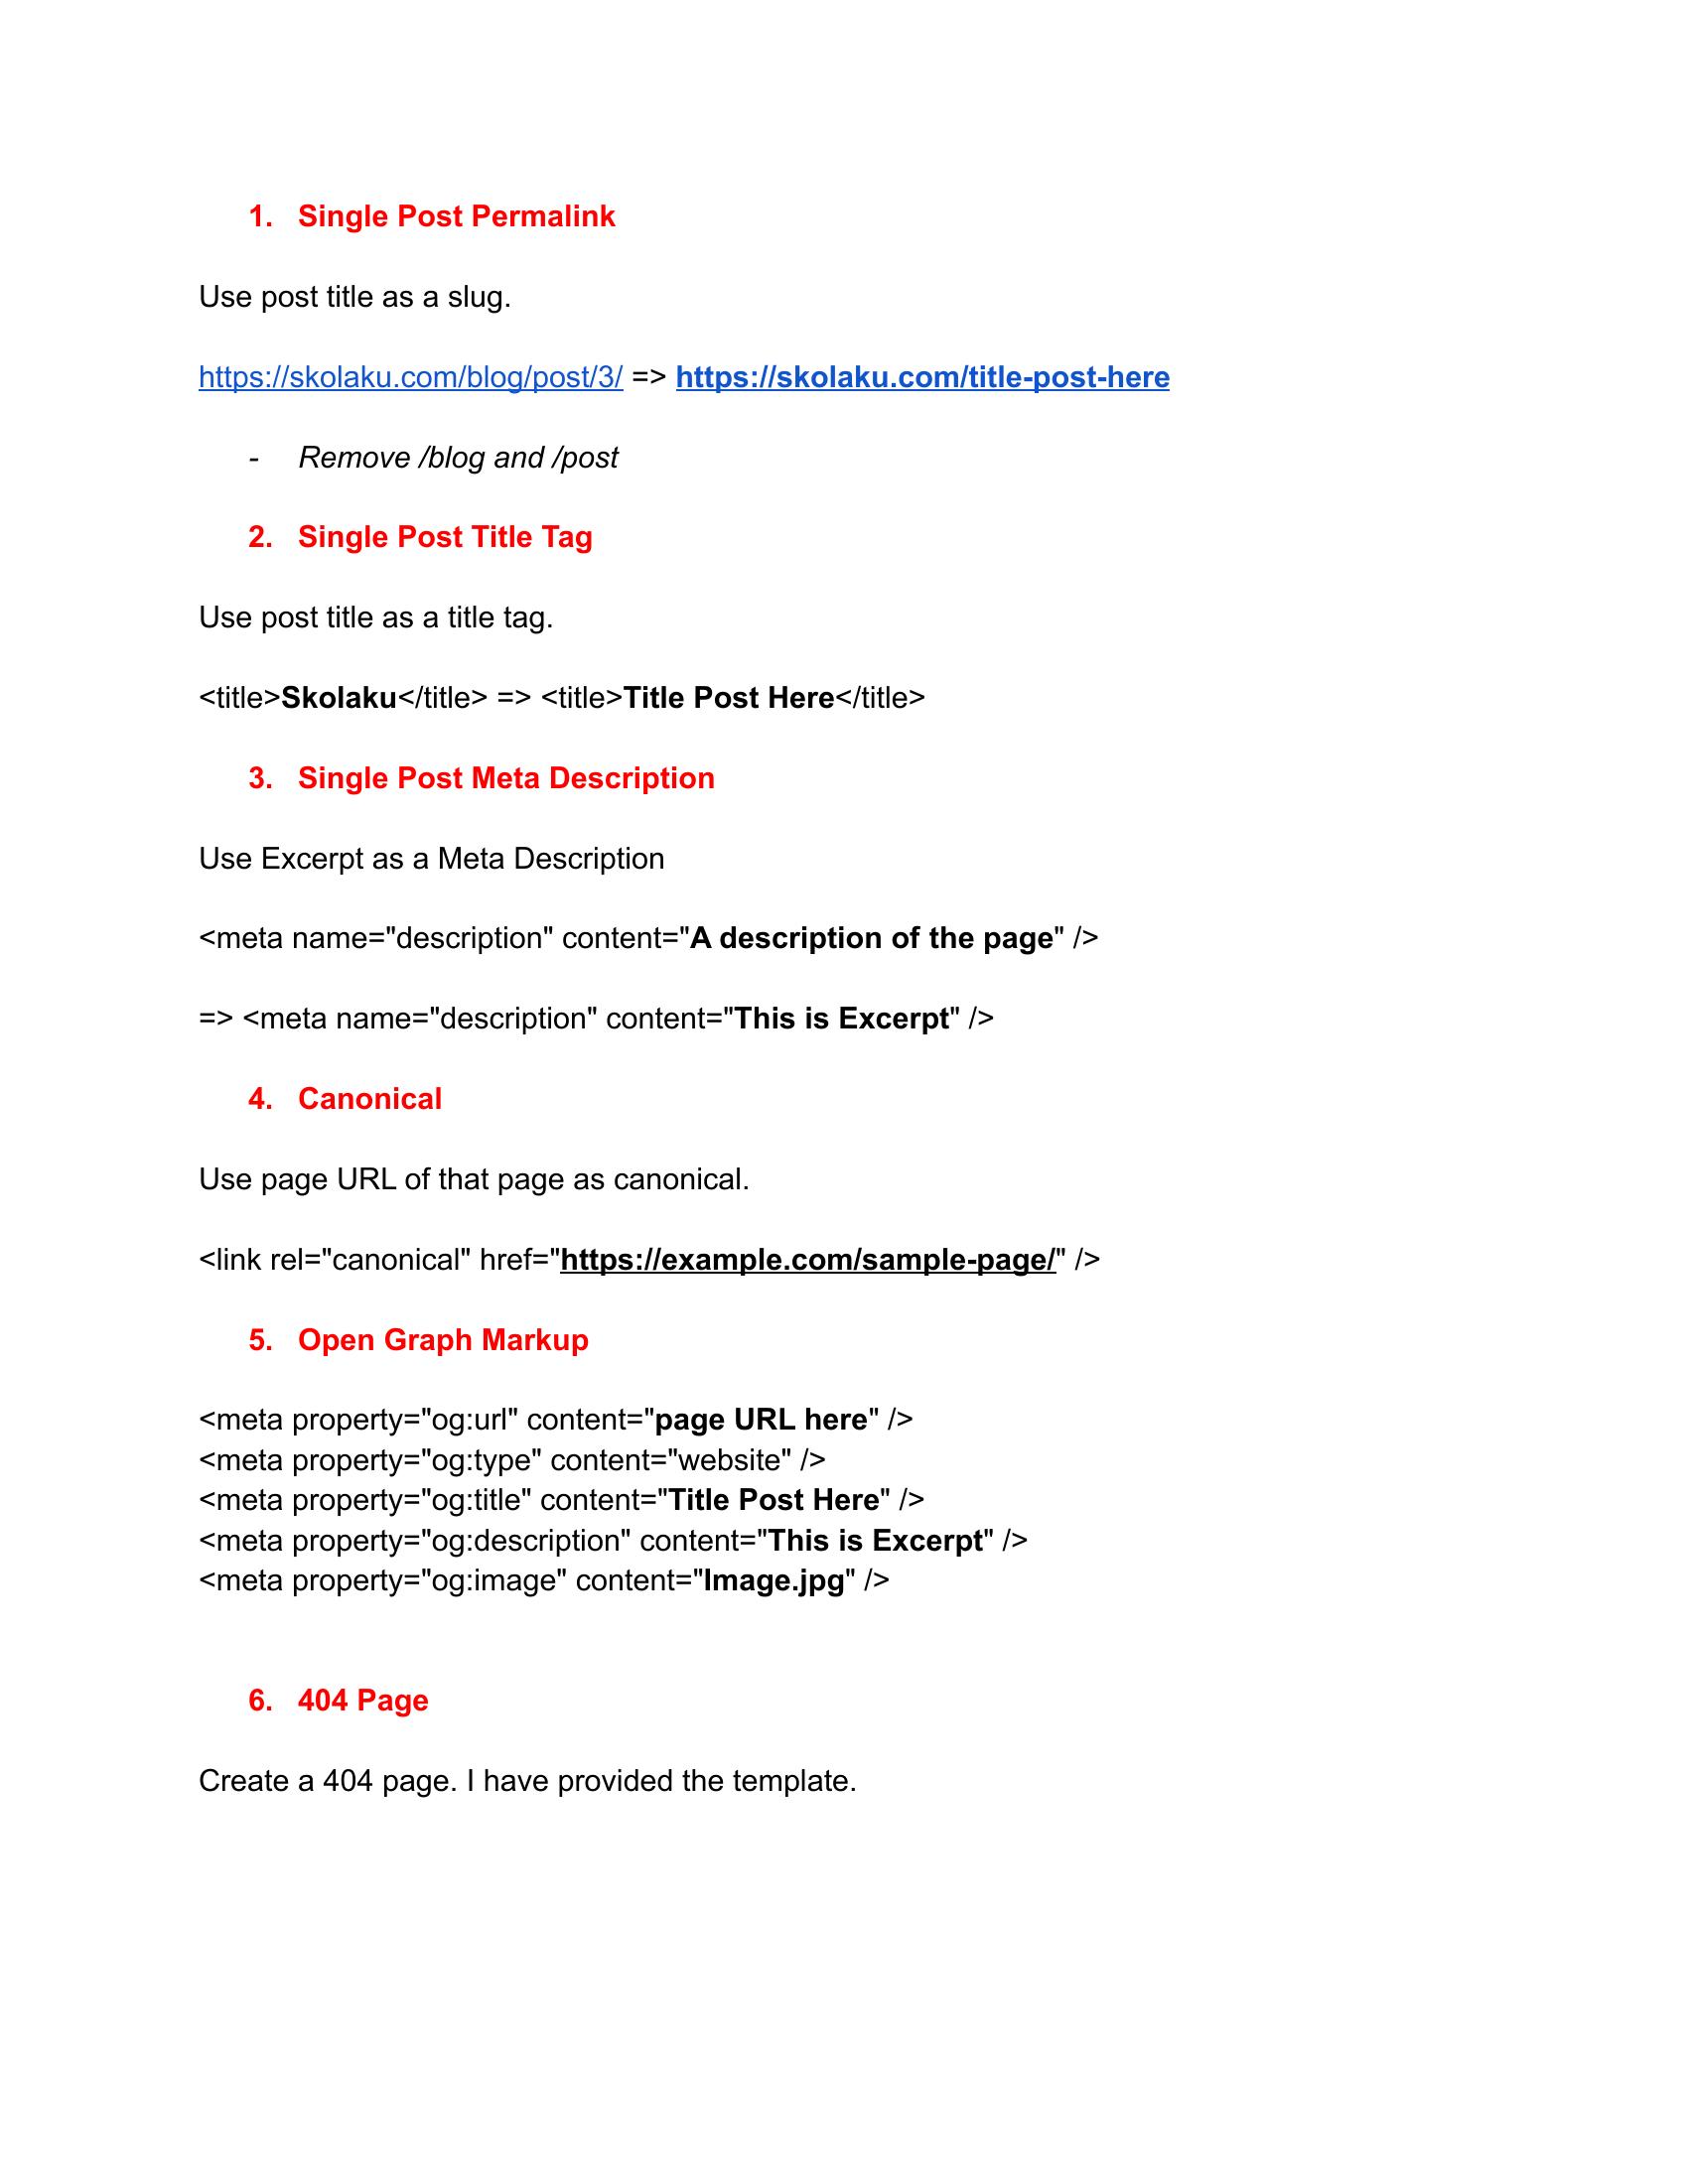 1. Single Post Permalink
Use post title as a slug.
https://skolaku.com/blog/post/3/ => https://skolaku.com/title-post-here
- Remove /blog and /post
2. Single Post Title Tag
Use post title as a title tag.
<title>Skolaku</title> => <title>Title Post Here</title>
3. Single Post Meta Description
Use Excerpt as a Meta Description
<meta name="description" content="A description of the page" />
=> <meta name="description" content="This is Excerpt" />
4. Canonical
Use page URL of that page as canonical.
<link rel="canonical" href="https://example.com/sample-page/" />
5. Open Graph Markup
<meta property="og:url" content="page URL here" />
<meta property="og:type" content="website" />
<meta property="og:title" content="Title Post Here" />
<meta property="og:description" content="This is Excerpt" />
<meta property="og:image" content="Image.jpg" />
6. 404 Page
Create a 404 page. I have provided the template.